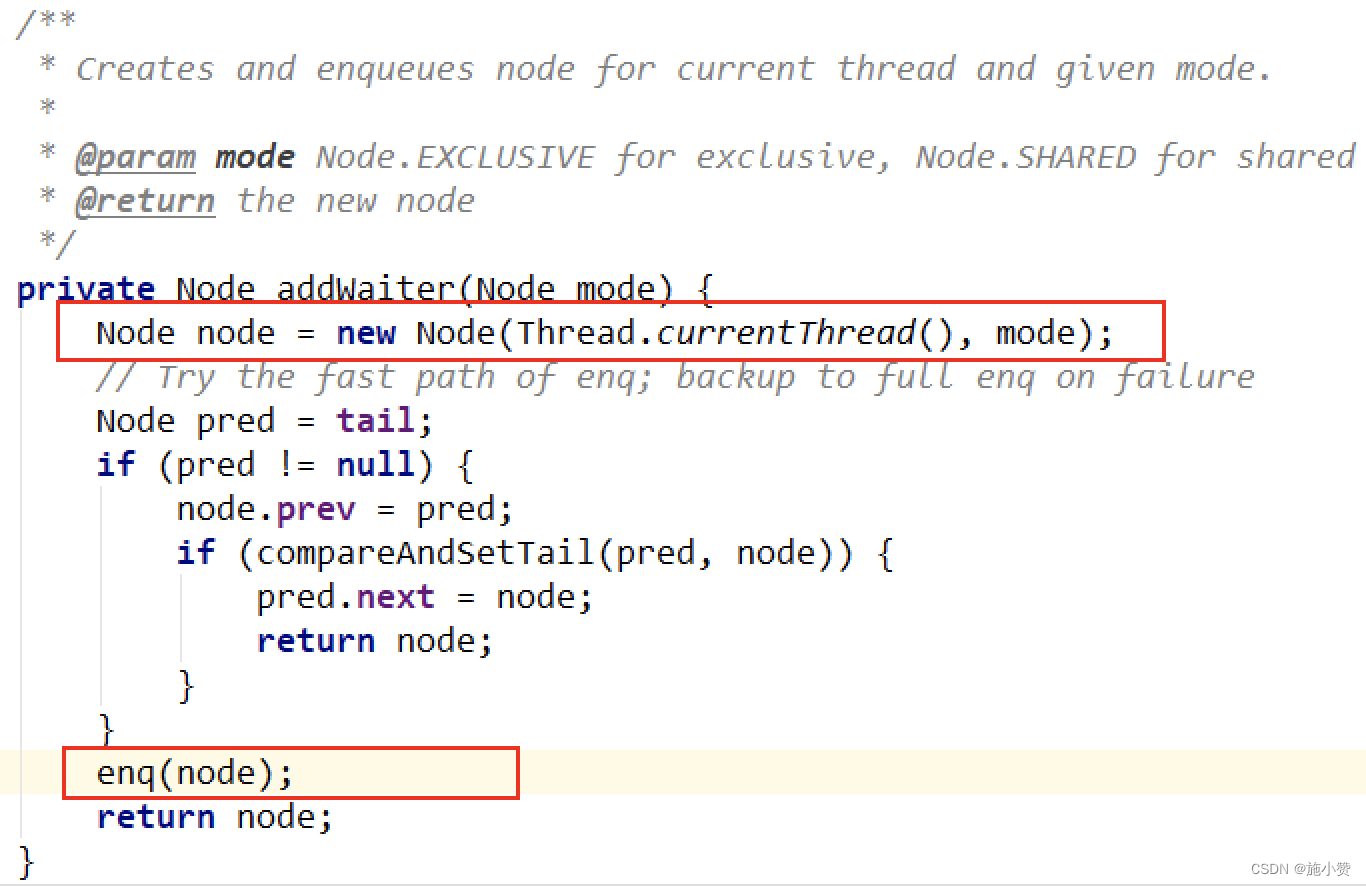 /**
 * Creates and enqueues node for current thread and given mode.
 *
 * @param mode Node.EXCLUSIVE for exclusive, Node.SHARED for shared
 * @return the new node
 */
private Node addWaiter(Node mode) {
    Node node = new Node(Thread.currentThread(), mode);
    // Try the fast path of enq; backup to full enq on failure
    Node pred = tail;
    if (pred != null) {
        node.prev = pred;
        if (compareAndSetTail(pred, node)) {
            pred.next = node;
            return node;
        }
    }
    enq(node);
    return node;
}
CSDN @施小赞